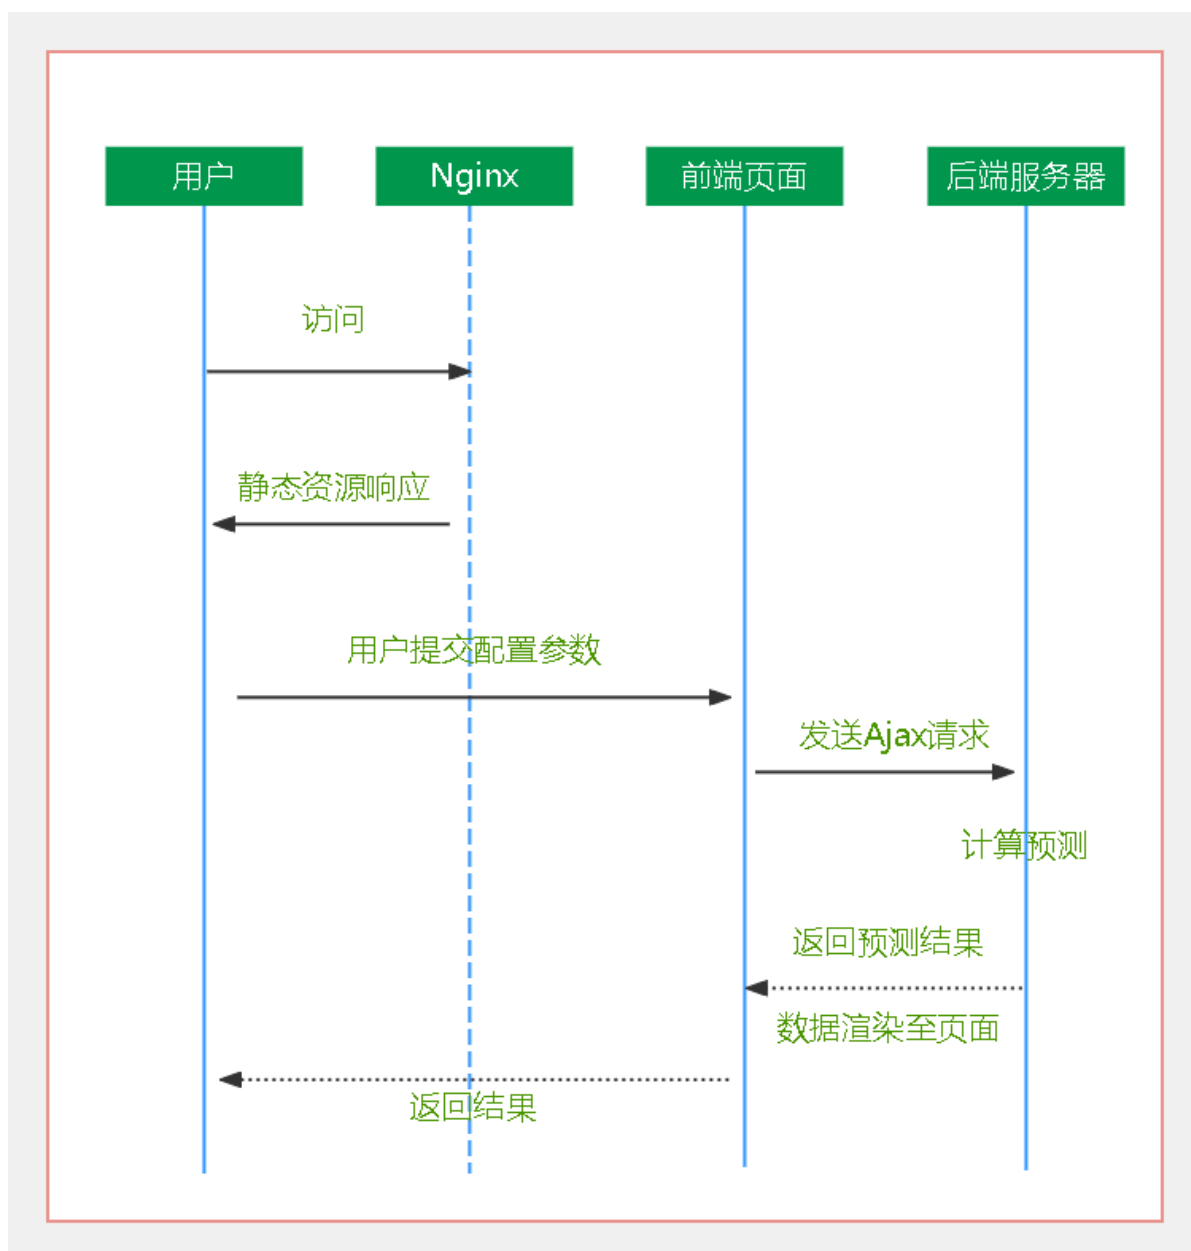 用户
Nginx
前端页面
后端服务器
访问
静态资源响应
用户提交配置参数
发送Ajax请求
计算预测
返回预测结果
数据渲染至页面
返回结果